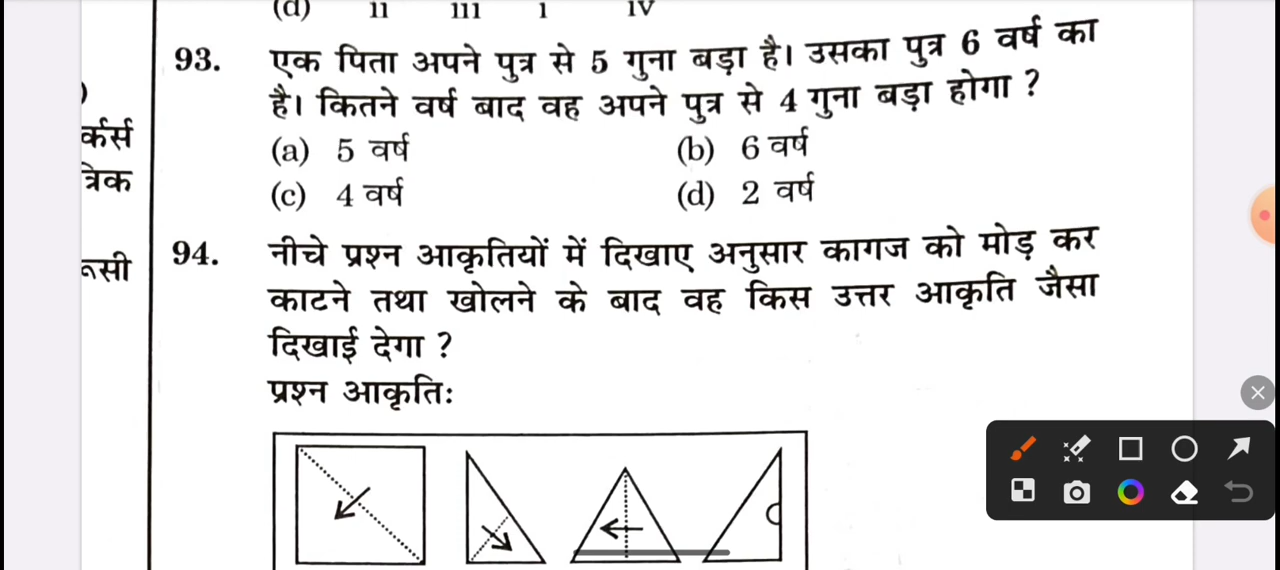 (d) ii iii i iv
93. एक पिता अपने पुत्र से 5 गुना बड़ा है। उसका पुत्र 6 वर्ष का
है। कितने वर्ष बाद वह अपने पुत्र से 4 गुना बड़ा होगा ?
(a) 5 वर्ष (b) 6 वर्ष
(c) 4 वर्ष (d) 2 वर्ष
94. नीचे प्रश्न आकृतियों में दिखाए अनुसार कागज को मोड़ कर
काटने तथा खोलने के बाद वह किस उत्तर आकृति जैसा
दिखाई देगा ?
प्रश्न आकृतिः